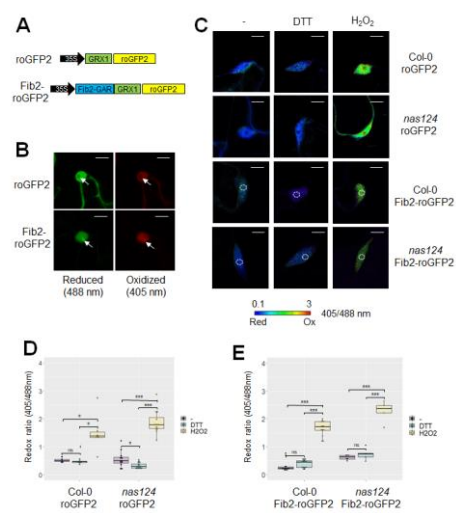 A
roGFP2
35S
GRX1
roGFP2
Fib2-
roGFP2
35S
Fib2-GAR
GRX1
roGFP2
B
roGFP2
Fib2-
roGFP2
Reduced
(488 nm)
Oxidized
(405 nm)
C
-
DTT
H₂O₂
Col-0
roGFP2
nas124
roGFP2
Col-0
Fib2-roGFP2
nas124
Fib2-roGFP2
0.1
3
405/488 nm
Red
Ox
D
Redox ratio (405/488nm)
4
3
2
1
0
*
*
ns
***
***
*
-
DTT
H2O2
Col-0
roGFP2
nas124
roGFP2
E
Redox ratio (405/488nm)
4
3
2
1
0
***
***
ns
***
***
ns
-
DTT
H2O2
Col-0
Fib2-roGFP2
nas124
Fib2-roGFP2